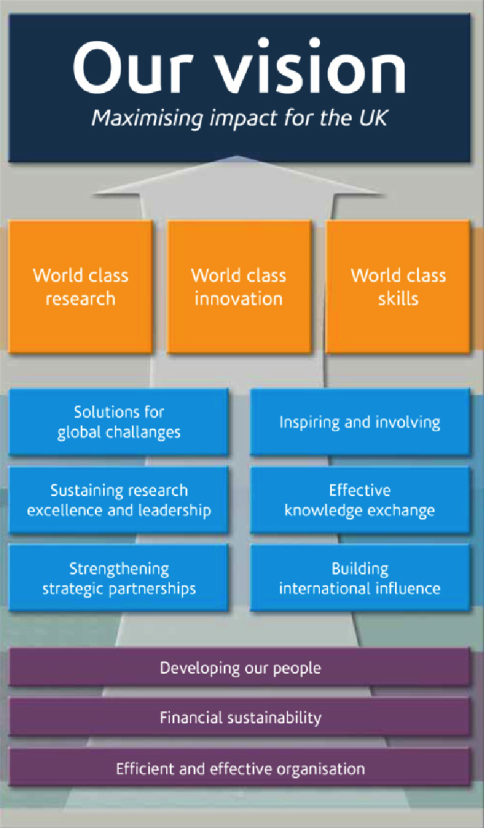 Our vision
Maximising impact for the UK
World class
research
World class
innovation
World class
skills
Solutions for
global challanges
Inspiring and involving
Sustaining research
excellence and leadership
Effective
knowledge exchange
Strengthening
strategic partnerships
Building
international influence
Developing our people
Financial sustainability
Efficient and effective organisation